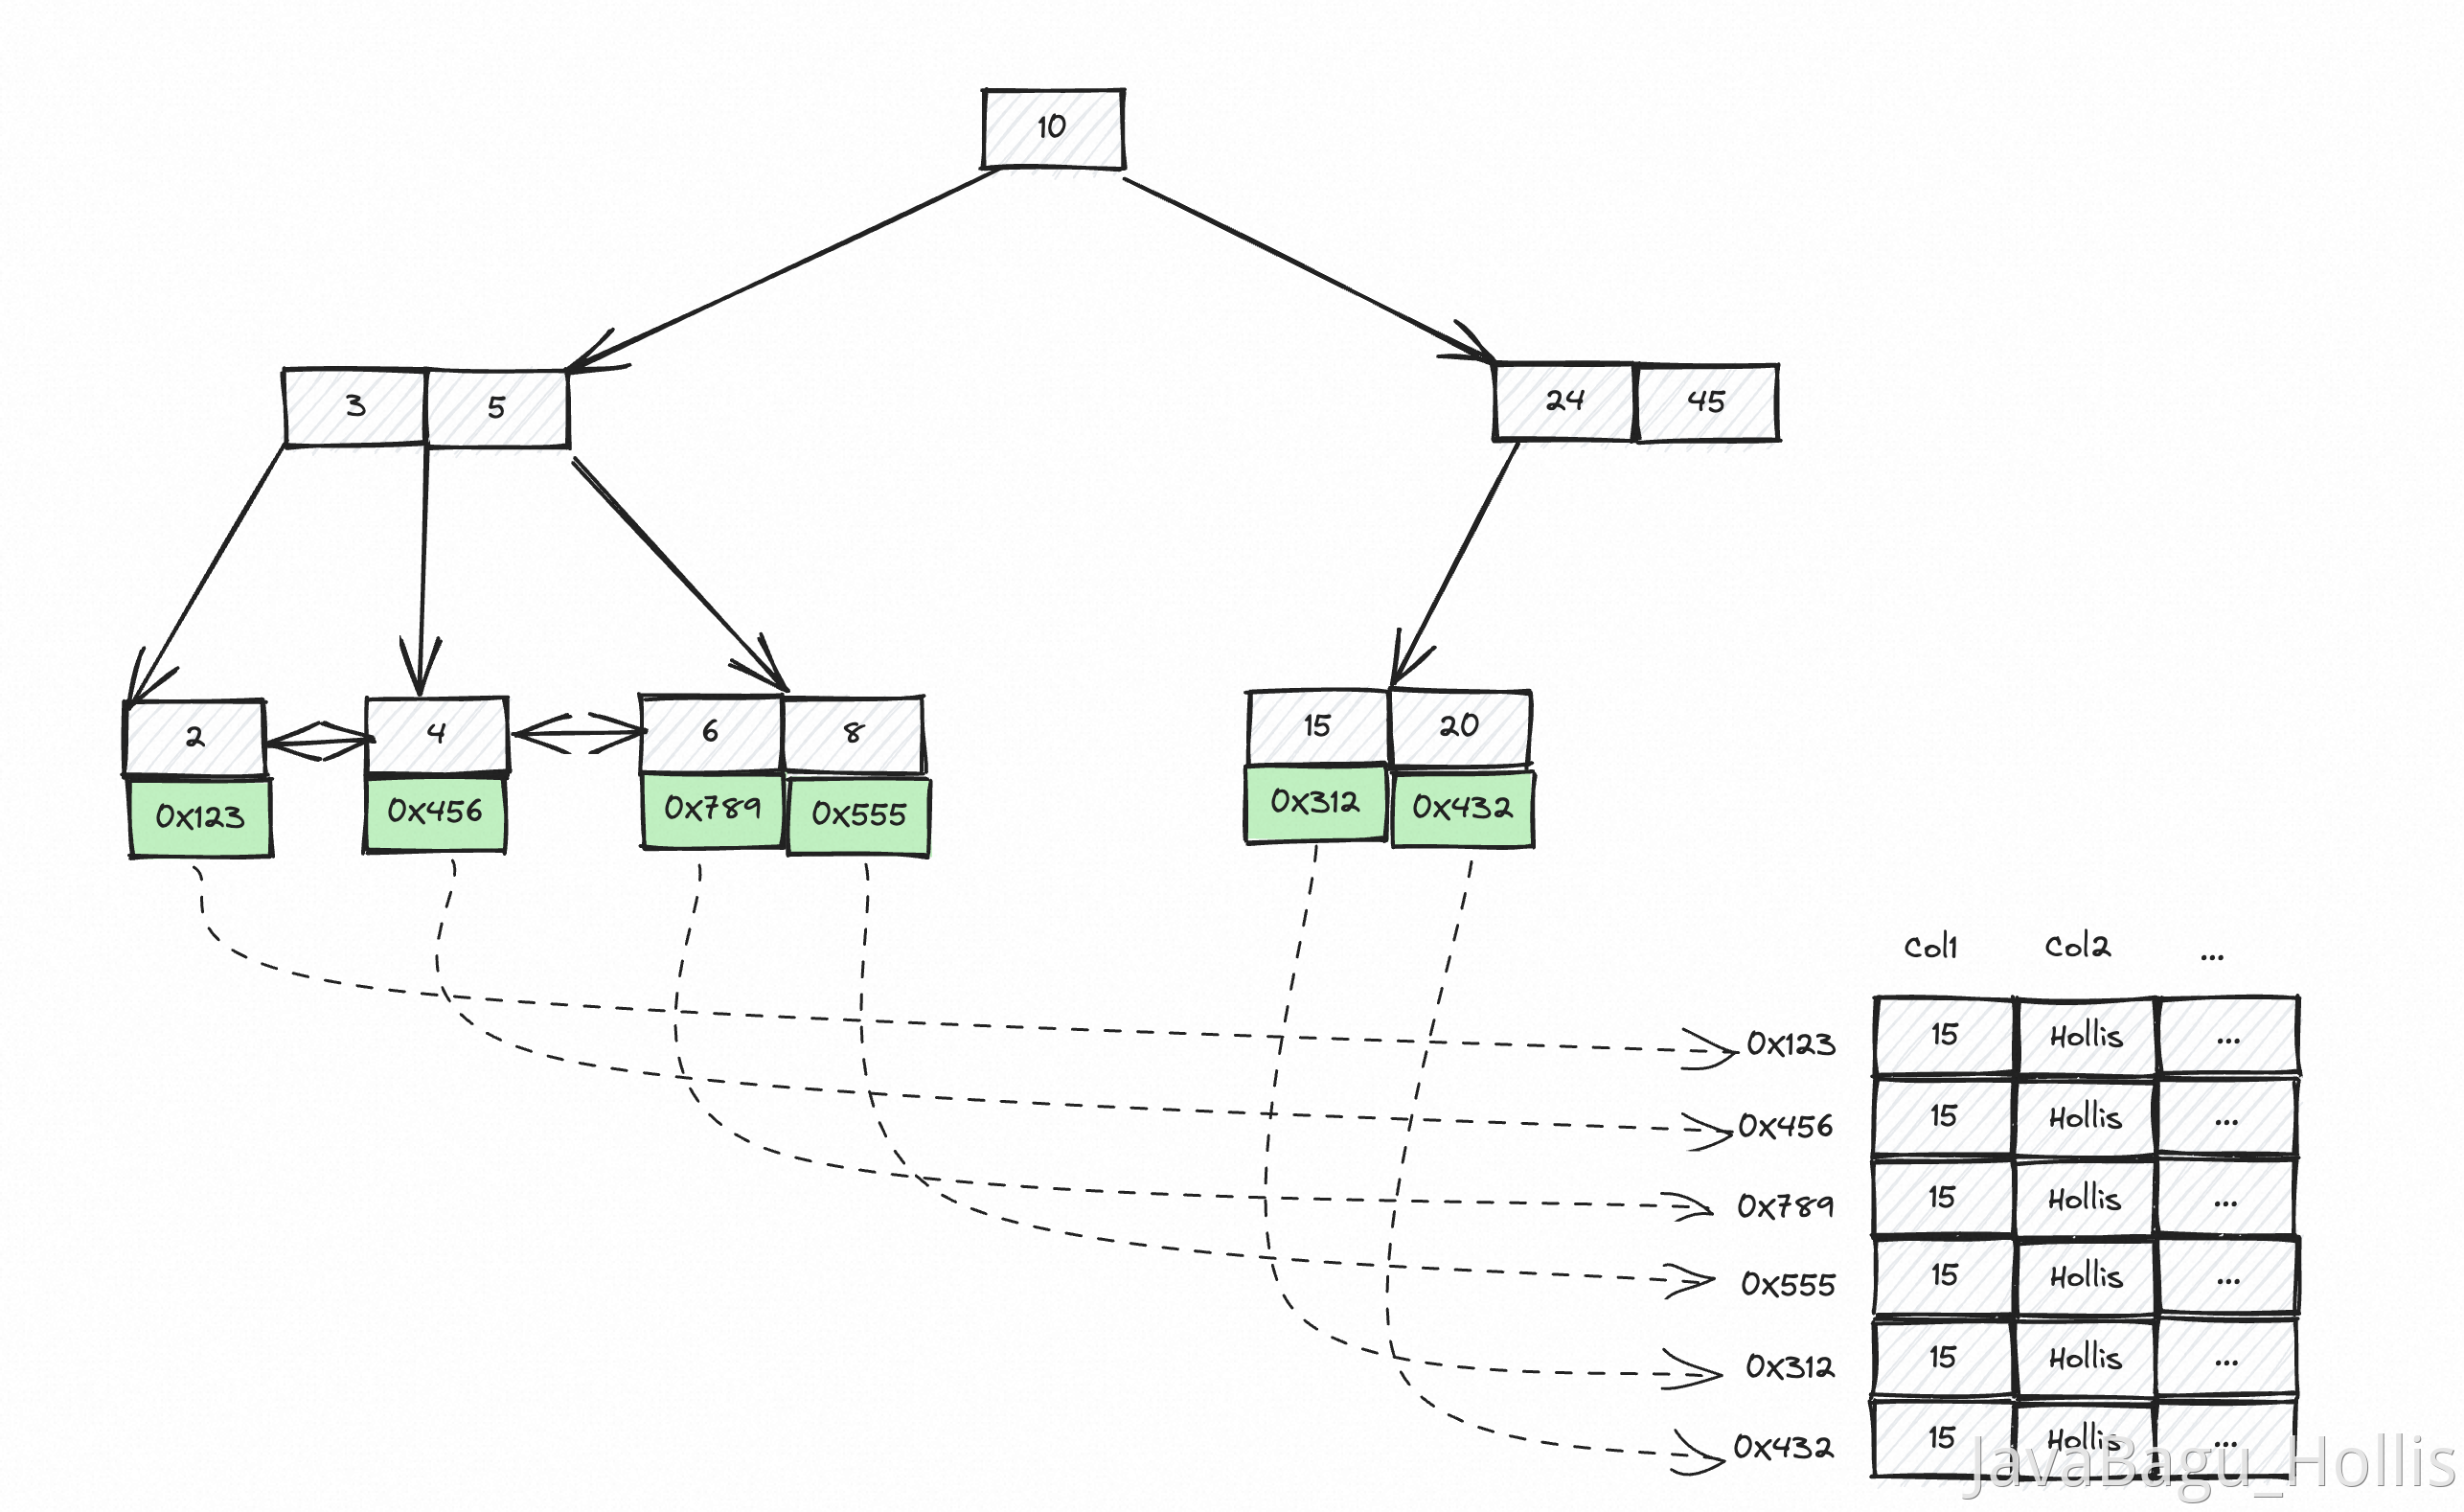 10
3 5
24 45
2 4 6 8 15 20
0x123 0x456 0x789 0x555 0x312 0x432
Col1 Col2 ...
0x123 15 Hollis ...
0x456 15 Hollis ...
0x789 15 Hollis ...
0x555 15 Hollis ...
0x312 15 Hollis ...
0x432 15 Hollis ...
JavaBagu_Hollis